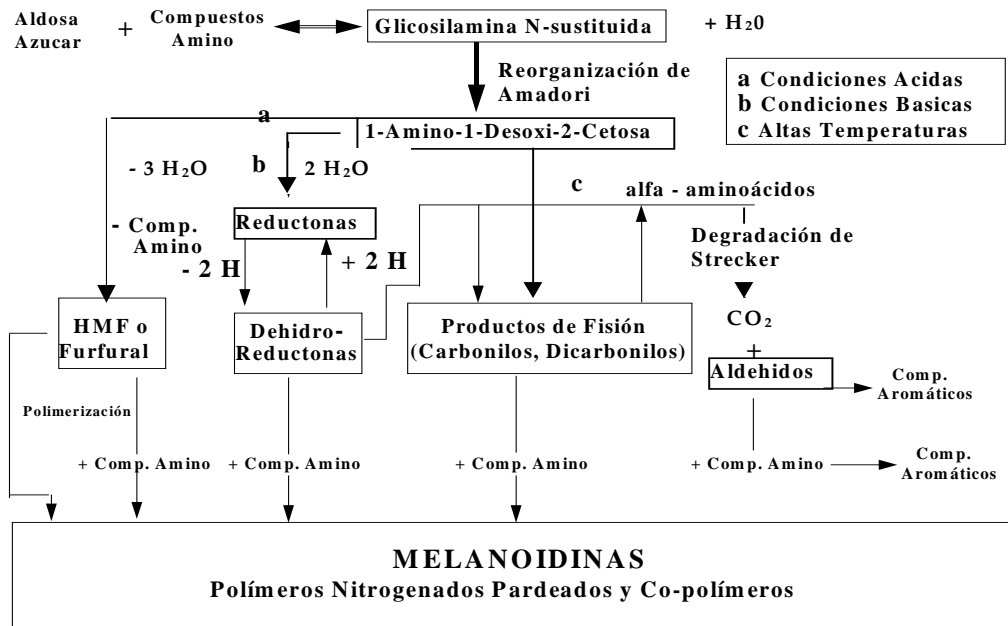 Aldosa
Azucar
+
Compuestos
Amino
Glicosilamina N-sustituida
+ H20
Reorganización de
Amadori
a Condiciones Acidas
b Condiciones Basicas
c Altas Temperaturas
a
1-Amino-1-Desoxi-2-Cetosa
- 3 H2O
b
2 H2O
c
alfa - aminoácidos
- Comp.
Amino
Reductonas
Degradación de
Strecker
- 2 H
+ 2 H
HMF o
Furfural
Dehidro-
Reductonas
Productos de Fisión
(Carbonilos, Dicarbonilos)
CO2
+
Aldehidos
Comp.
Aromáticos
Polimerización
+ Comp. Amino
+ Comp. Amino
+ Comp. Amino
+ Comp. Amino
Comp.
Aromáticos
MELANOIDINAS
Polímeros Nitrogenados Pardeados y Co-polímeros